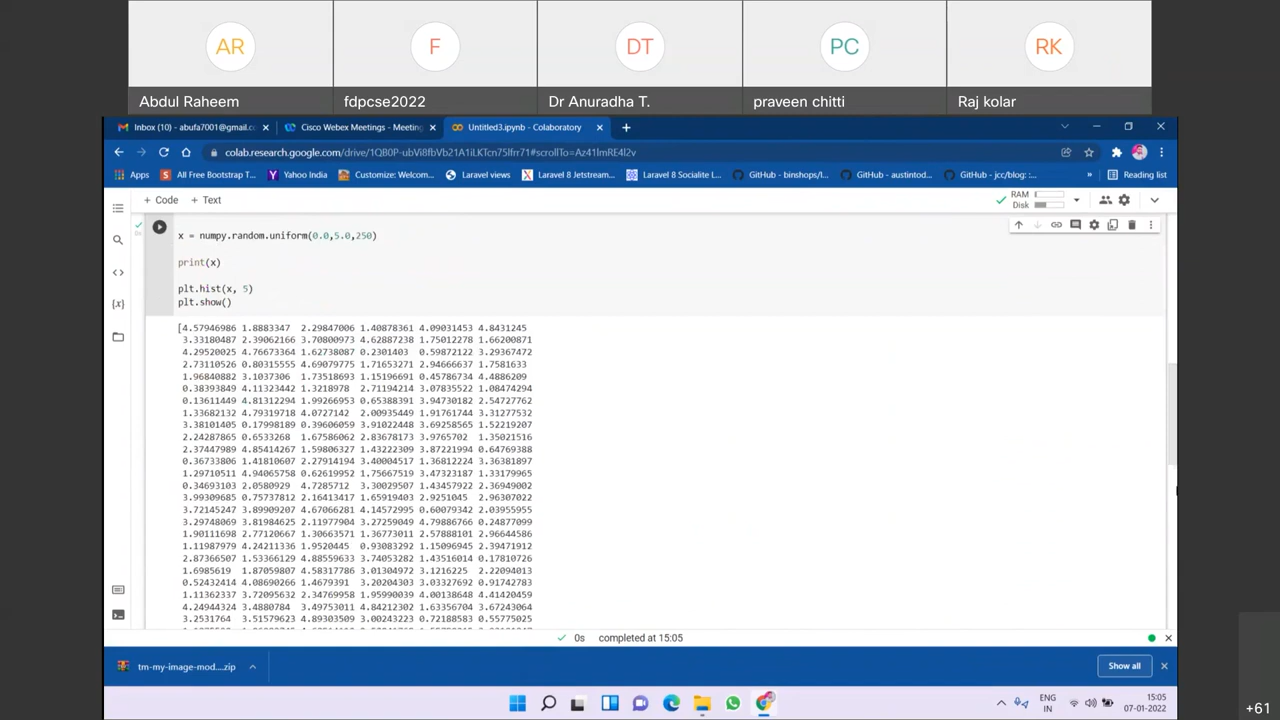 AR
F
DT
PC
RK
Abdul Raheem
fdpcse2022
Dr Anuradha T.
praveen chitti
Raj kolar
Inbox (10) - abufa7001@gmail.c
Cisco Webex Meetings - Meeting
Untitled3.ipynb - Colaboratory
colab.research.google.com/drive/1QB0P-ubVi8fbVb21A1iLKTcn75lfrr71#scrollTo=Az41lmRE4l2v
Apps
All Free Bootstrap T...
Yahoo India
Customize: Welcom...
Laravel views
Laravel 8 Jetstream...
Laravel 8 Socialite L...
GitHub - binshops/l...
GitHub - austintod...
GitHub - jcc/blog: :...
»
Reading list
+ Code
+ Text
RAM
Disk
0s
x = numpy.random.uniform(0.0,5.0,250)
print(x)
plt.hist(x, 5)
plt.show()
[4.57946986 1.8883347 2.29847006 1.40878361 4.09031453 4.8431245
3.33180487 2.39062166 3.70800973 4.62887238 1.75012278 1.66200871
4.29520025 4.76673364 1.62738087 0.2301403 0.59872122 3.29367472
2.73110526 0.80315555 4.69079775 1.71653271 2.94666637 1.7581633
1.96840882 3.1037306 1.73518693 1.15196691 0.45786734 4.4886209
0.38393849 4.11323442 1.3218978 2.71194214 3.07835522 1.08474294
0.13611449 4.81312294 1.99266953 0.65388391 3.94730182 2.54727762
1.33682132 4.79319718 4.0727142 2.00935449 1.91761744 3.31277532
3.38101405 0.17998189 0.39606059 3.91022448 3.69258565 1.52219207
2.24287865 0.6533268 1.67586062 2.83678173 3.9765702 1.35021516
2.37447989 4.85414267 1.59806327 1.43222309 3.87221994 0.64769388
0.36733806 1.41810607 2.27914194 3.40004517 1.36812224 3.36381897
1.29710511 4.94065758 0.62619952 1.75667519 3.47323187 1.33179965
0.34693103 2.0580929 4.7285712 3.30029507 1.43457922 2.36949002
3.99309685 0.75737812 2.16413417 1.65919403 2.9251045 2.96307022
3.72145247 3.89909207 4.67066281 4.14572995 0.60079342 2.03955955
3.29748069 3.81984625 2.11977904 3.27259049 4.79886766 0.24877099
1.90111698 2.77120667 1.30663571 1.36773011 2.57888101 2.96644586
1.11987979 4.24211336 1.9520445 0.93083292 1.15096945 2.39471912
2.87366507 1.53366129 4.88559633 3.74053282 1.43516014 0.17810726
1.6985619 1.87059807 4.58317786 3.01304972 3.1216225 2.22094013
0.52432414 4.08690266 1.4679391 3.20204303 3.03327692 0.91742783
1.11362337 3.72095632 2.34769958 1.95990039 4.00138648 4.41420459
4.24944324 3.4880784 3.49753011 4.84212302 1.63356704 3.67243064
3.2531764 3.51579623 4.89303509 3.00243223 0.72188583 0.55775025
0s
completed at 15:05
tm-my-image-mod....zip
Show all
ENG
IN
15:05
07-01-2022
+61